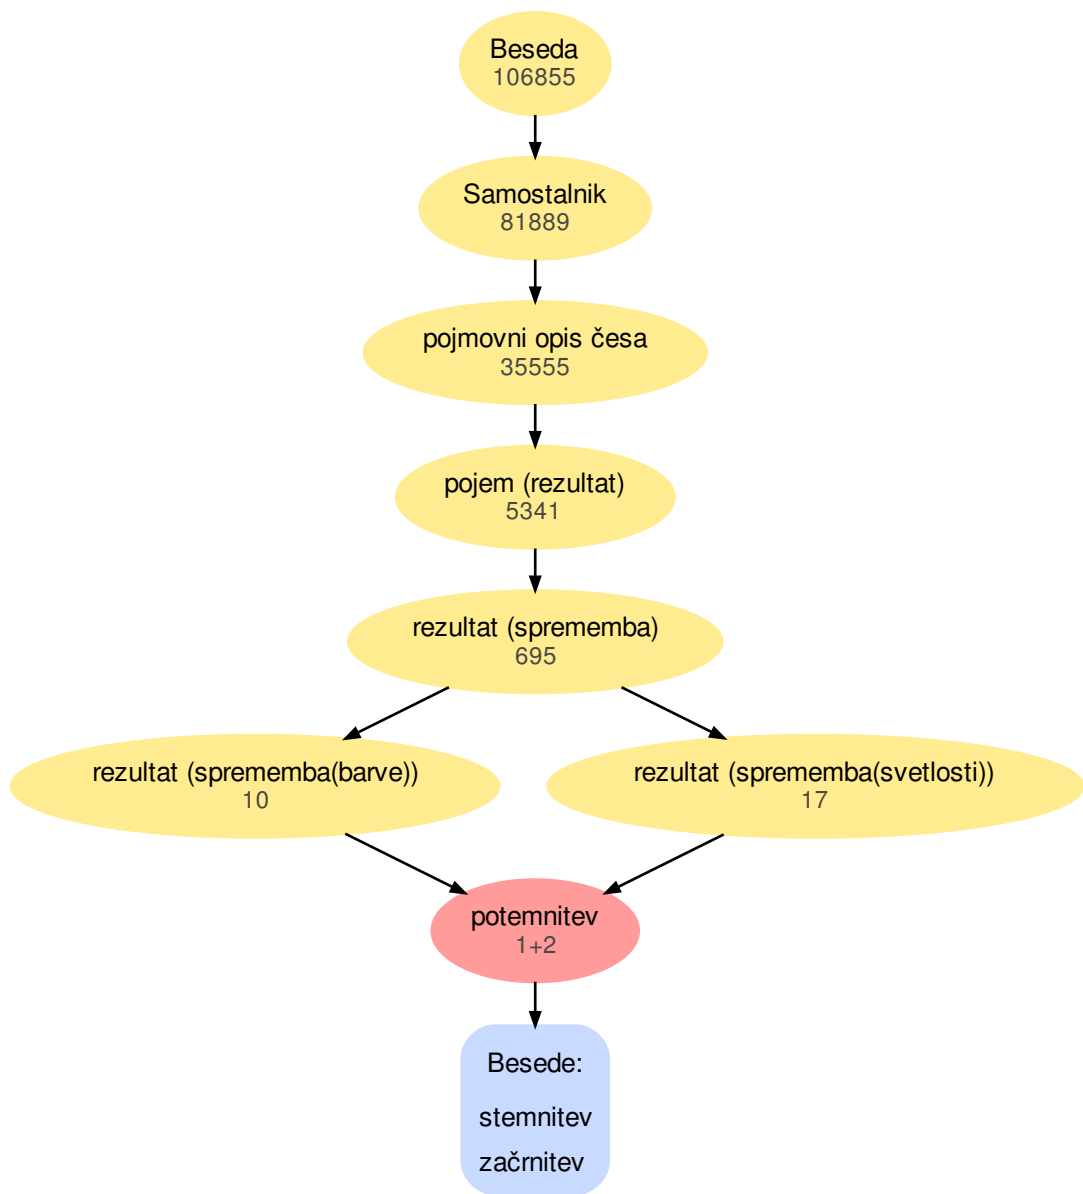 Beseda
106855
Samostalnik
81889
pojmovni opis česa
35555
pojem (rezultat)
5341
rezultat (sprememba)
695
rezultat (sprememba(barve))
10
rezultat (sprememba(svetlosti))
17
potemnitev
1+2
Besede:
stemnitev
začrnitev